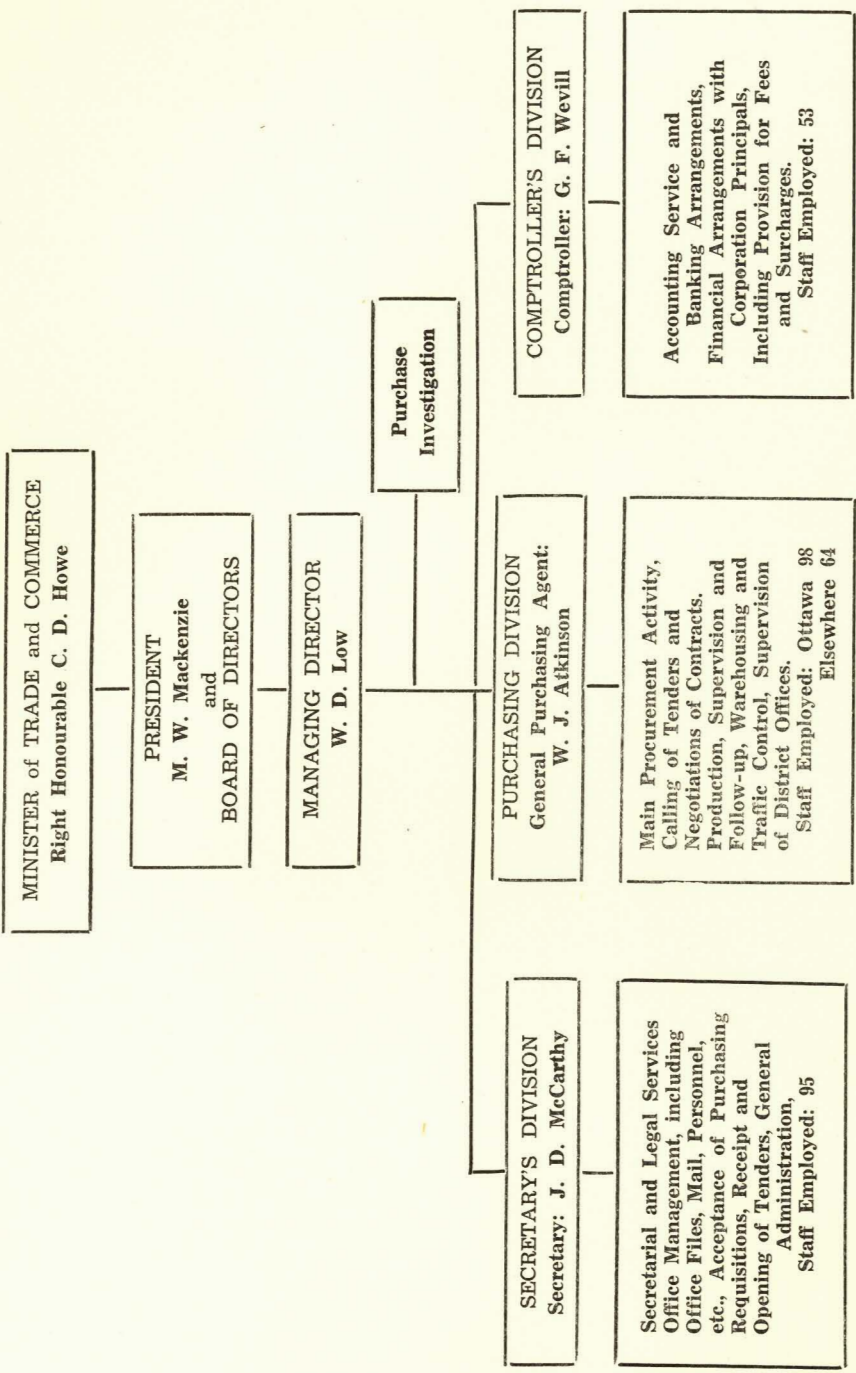 MINISTER of TRADE and COMMERCE
Right Honourable C. D. Howe
PRESIDENT
M. W. Mackenzie
and
BOARD OF DIRECTORS
MANAGING DIRECTOR
W. D. Low
Purchase
Investigation
SECRETARY'S DIVISION
Secretary: J. D. McCarthy
Secretarial and Legal Services
Office Management, including
Office Files, Mail, Personnel,
etc., Acceptance of Purchasing
Requisitions, Receipt and
Opening of Tenders, General
Administration,
Staff Employed: 95
PURCHASING DIVISION
General Purchasing Agent:
W. J. Atkinson
Main Procurement Activity,
Calling of Tenders and
Negotiations of Contracts.
Production, Supervision and
Follow-up, Warehousing and
Traffic Control, Supervision
of District Offices.
Staff Employed: Ottawa 98
Elsewhere 64
COMPTROLLER'S DIVISION
Comptroller: G. F. Wevill
Accounting Service and
Banking Arrangements,
Financial Arrangements with
Corporation Principals,
Including Provision for Fees
and Surcharges.
Staff Employed: 53